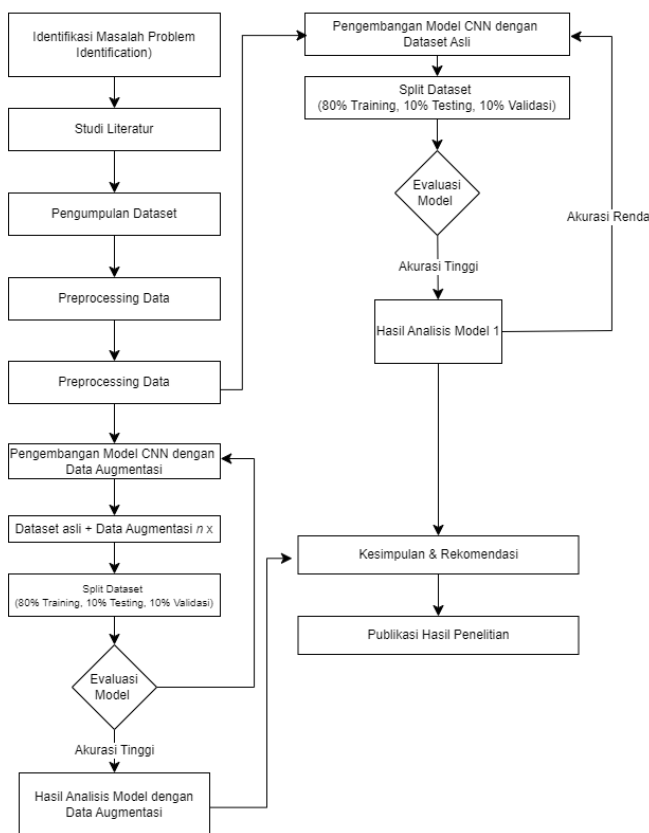 Identifikasi Masalah Problem
Identification)
Studi Literatur
Pengumpulan Dataset
Preprocessing Data
Preprocessing Data
Pengembangan Model CNN dengan
Data Augmentasi
Dataset asli + Data Augmentasi n x
Split Dataset
(80% Training, 10% Testing, 10% Validasi)
Evaluasi
Model
Akurasi Tinggi
Hasil Analisis Model dengan
Data Augmentasi
Pengembangan Model CNN dengan
Dataset Asli
Split Dataset
(80% Training, 10% Testing, 10% Validasi)
Evaluasi
Model
Akurasi Tinggi
Akurasi Renda
Hasil Analisis Model 1
Kesimpulan & Rekomendasi
Publikasi Hasil Penelitian